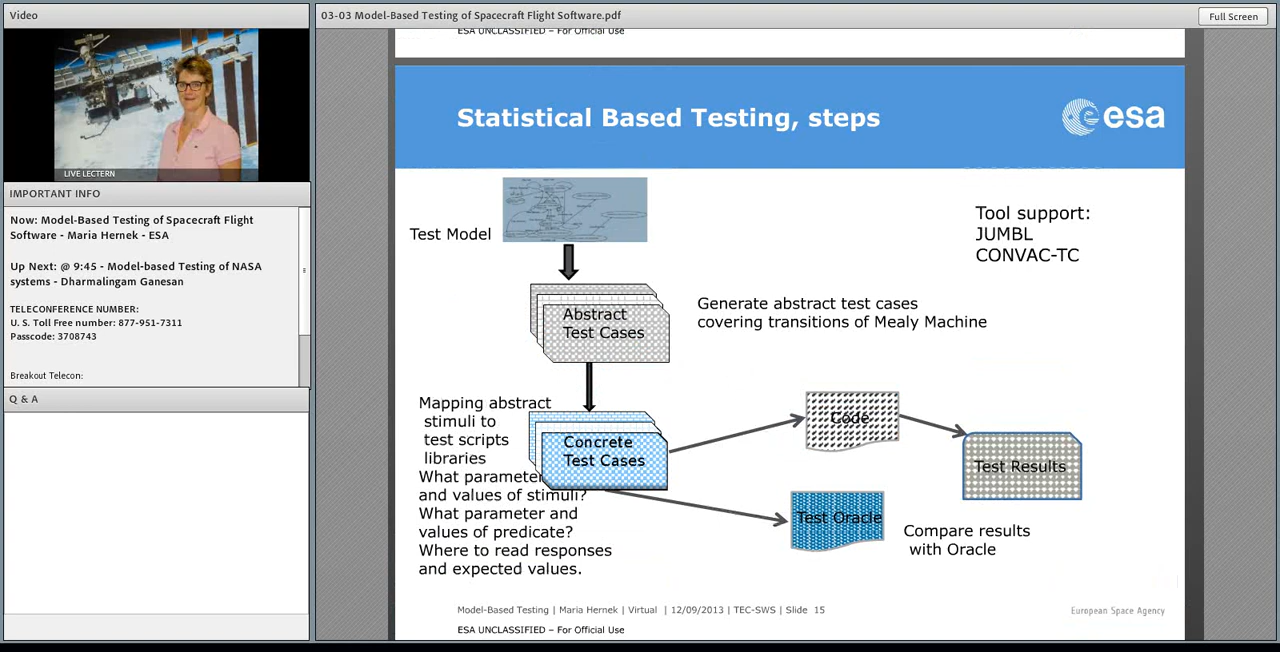 Video
LIVE LECTERN
IMPORTANT INFO
Now: Model-Based Testing of Spacecraft Flight
Software - Maria Hernek - ESA
Up Next: @ 9:45 - Model-based Testing of NASA
systems - Dharmalingam Ganesan
TELECONFERENCE NUMBER:
U. S. Toll Free number: 877-951-7311
Passcode: 3708743
Breakout Telecon:
Q & A
03-03 Model-Based Testing of Spacecraft Flight Software.pdf
Full Screen
ESA UNCLASSIFIED – For Official Use
Statistical Based Testing, steps
esa
Test Model
Tool support:
JUMBL
CONVAC-TC
Abstract
Test Cases
Generate abstract test cases
covering transitions of Mealy Machine
Mapping abstract
stimuli to
test scripts
libraries
What parameter
and values of stimuli?
What parameter and
values of predicate?
Where to read responses
and expected values.
Concrete
Test Cases
Code
Test Results
Test Oracle
Compare results
with Oracle
Model-Based Testing | Maria Hernek | Virtual | 12/09/2013 | TEC-SWS | Slide 15
European Space Agency
ESA UNCLASSIFIED – For Official Use